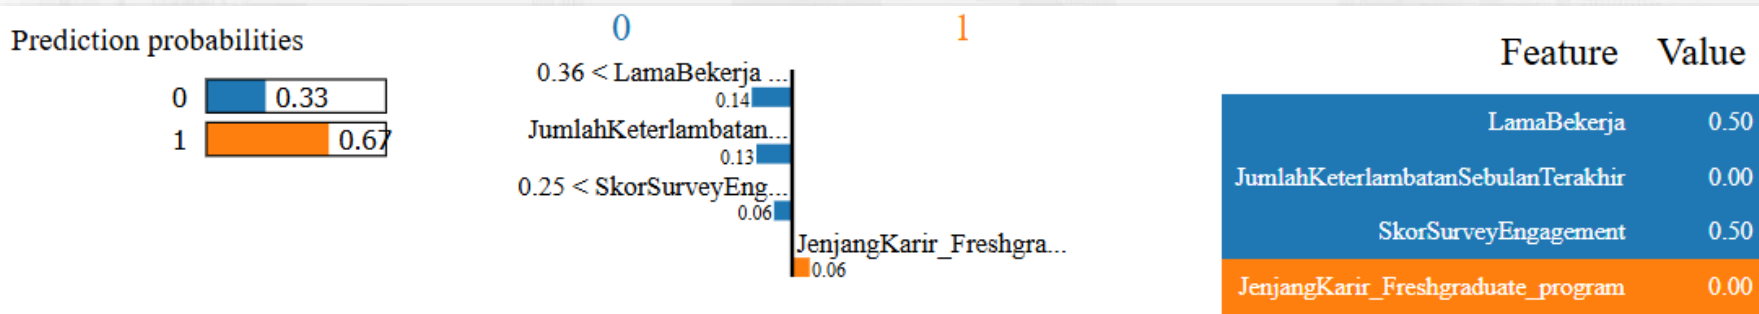 Prediction probabilities
0 0.33
1 0.67
0 1
0.36 < LamaBekerja ...
0.14
JumlahKeterlambatan...
0.13
0.25 < SkorSurveyEng...
0.06
JenjangKarir_Freshgra...
0.06
Feature Value
LamaBekerja 0.50
JumlahKeterlambatanSebulanTerakhir 0.00
SkorSurveyEngagement 0.50
JenjangKarir_Freshgraduate_program 0.00